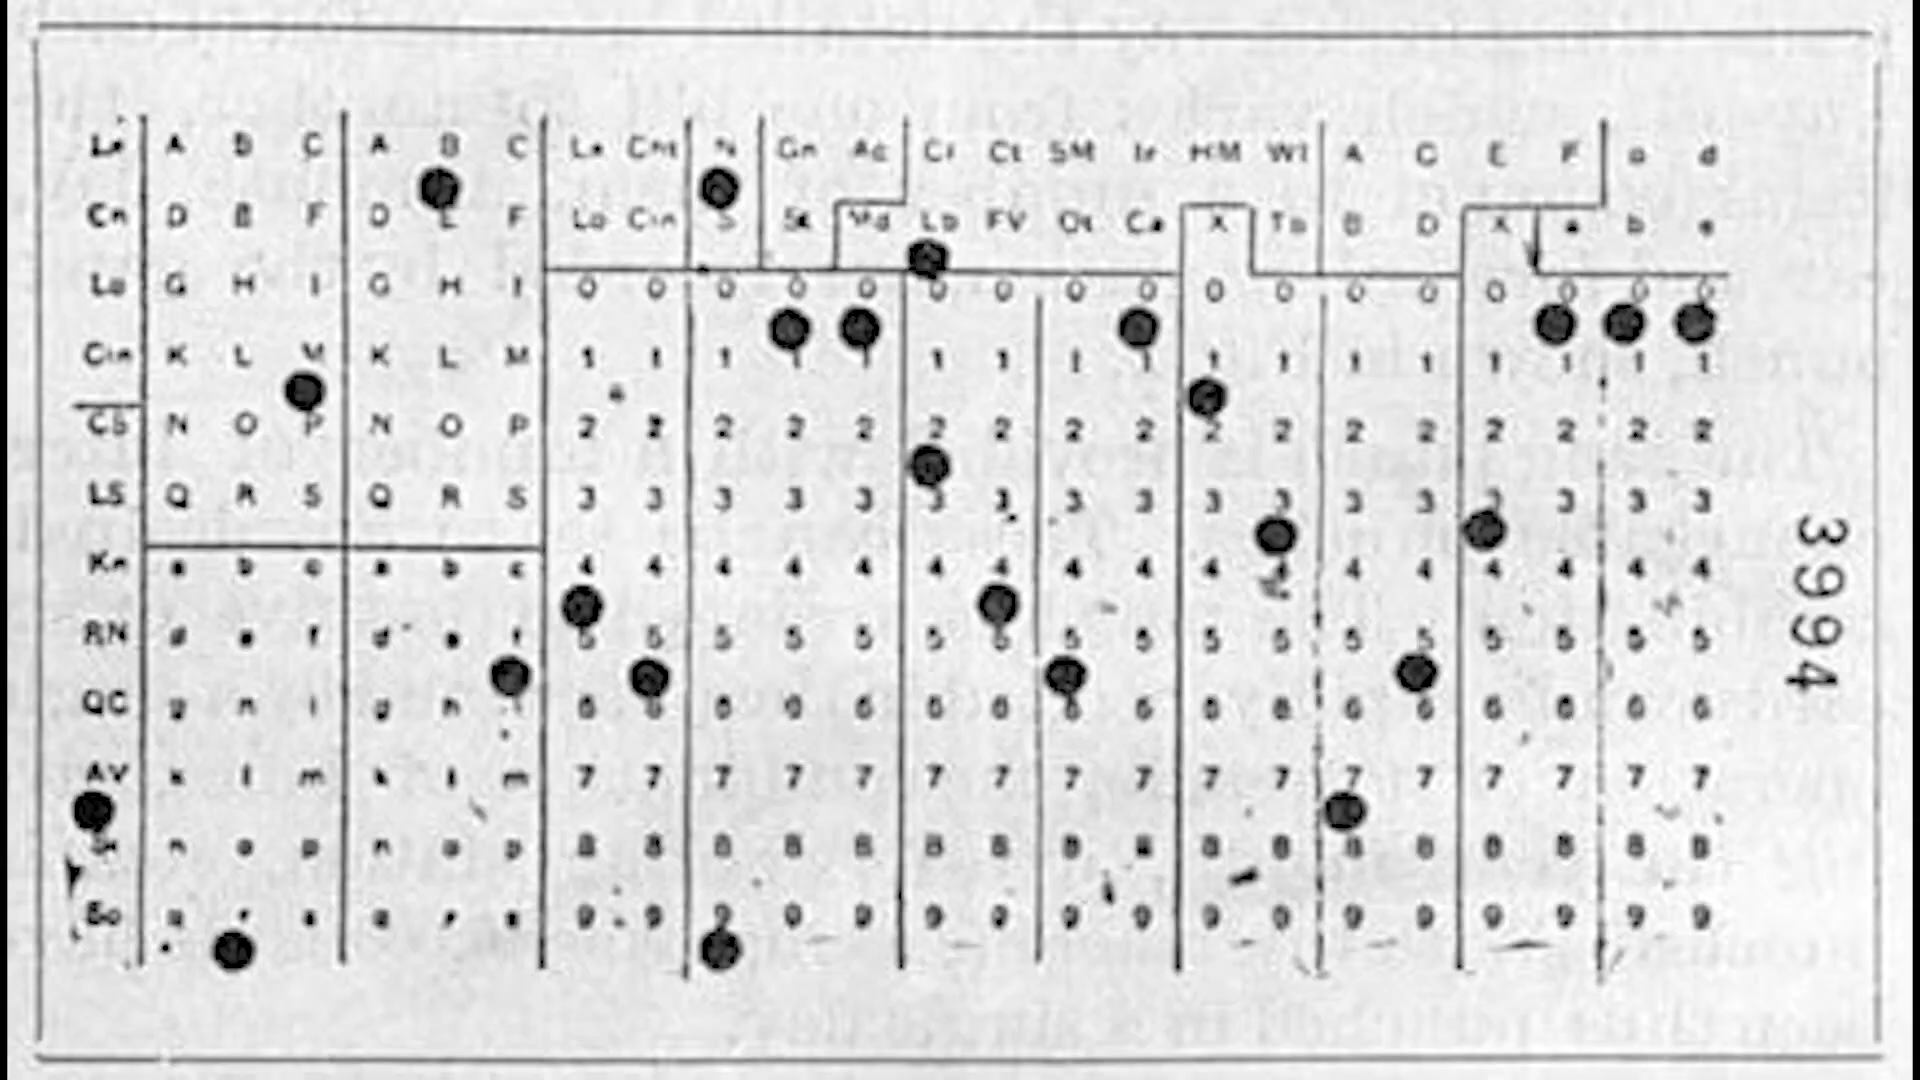 La A B C A B C La Cnt N Gn Ac Cl Ct SM Ir HM Wl A C E F a d
Cn D E F D E F Lo Cin S St Md Lb FV Ot Ca X Tb B D X a b e
Lo G H I G H I 0 0 0 0 0 0 0 0 0 0 0 0 0 0 0 0 0
Cin K L M K L M 1 1 1 1 1 1 1 1 1 1 1 1 1 1 1 1 1
CS N O P N O P 2 2 2 2 2 2 2 2 2 2 2 2 2 2 2 2 2
LS Q R S Q R S 3 3 3 3 3 3 3 3 3 3 3 3 3 3 3 3 3
Kn a b c a b c 4 4 4 4 4 4 4 4 4 4 4 4 4 4 4 4 4
RN d e f d e f 5 5 5 5 5 5 5 5 5 5 5 5 5 5 5 5 5
QC g h i g h 6 6 6 6 6 6 6 6 6 6 6 6 6 6 6 6 6
AV k l m k l m 7 7 7 7 7 7 7 7 7 7 7 7 7 7 7 7 7
n o p n o p 8 8 8 8 8 8 8 8 8 8 8 8 8 8 8 8 8
So q r s q r s 9 9 9 9 9 9 9 9 9 9 9 9 9 9 9 9 9
3994